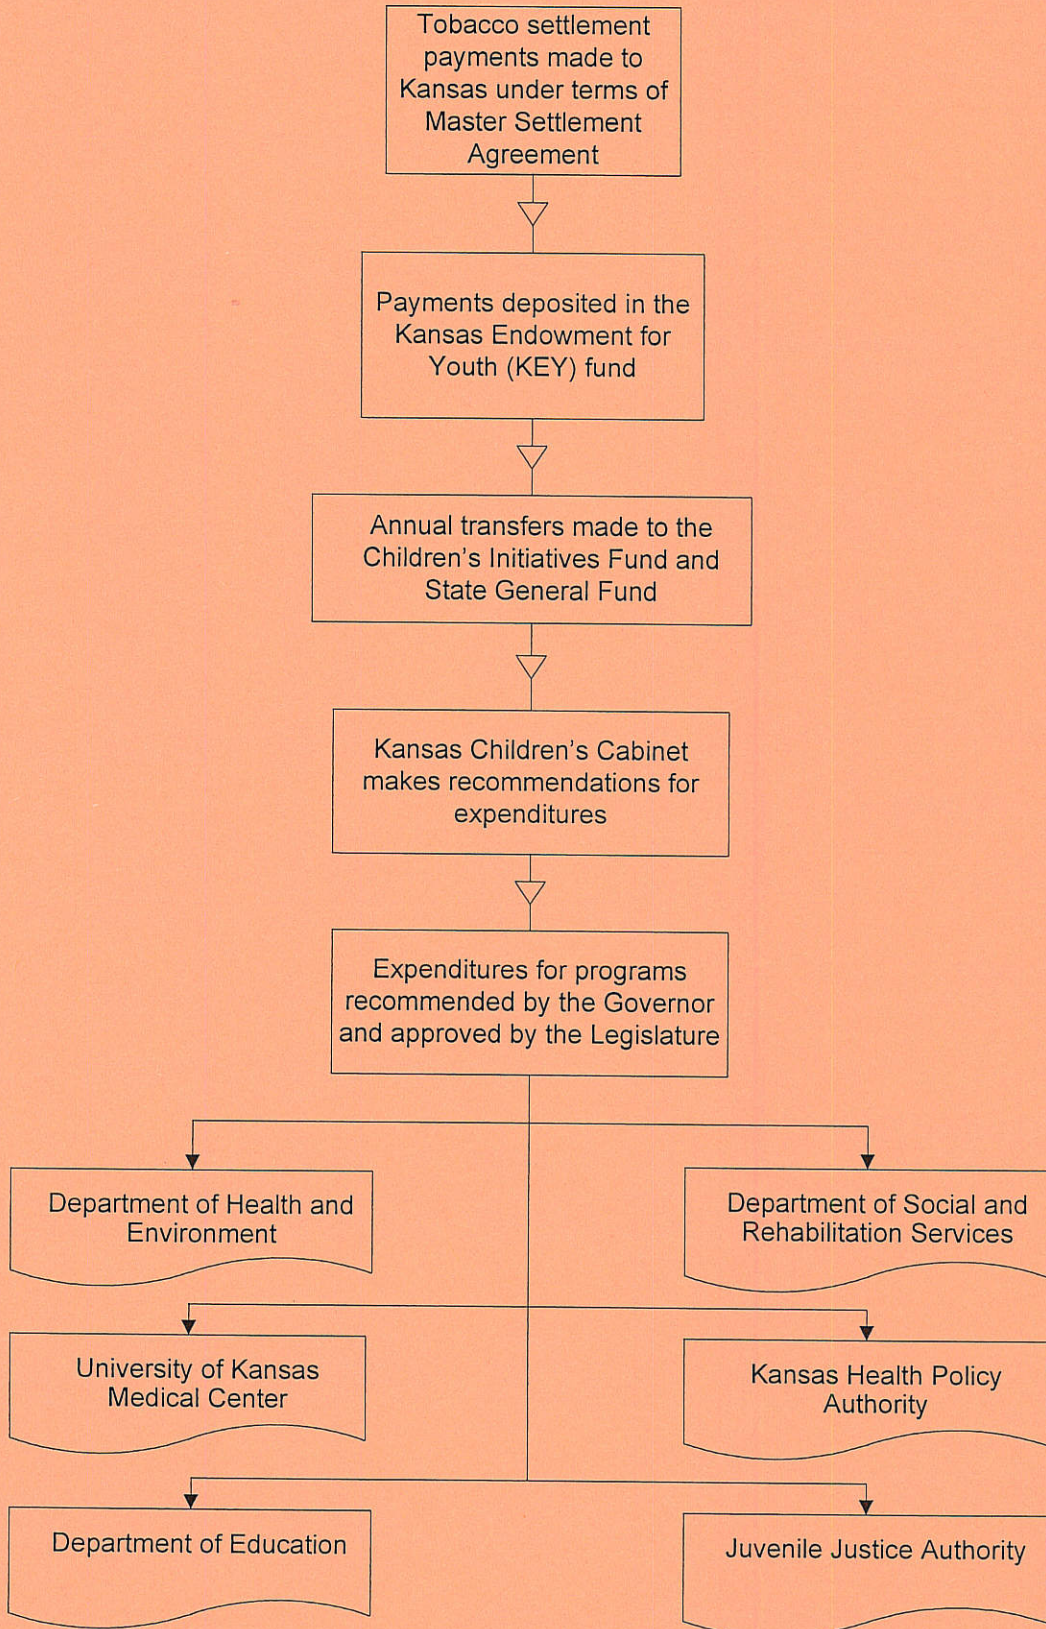 Tobacco settlement
payments made to
Kansas under terms of
Master Settlement
Agreement
Payments deposited in the
Kansas Endowment for
Youth (KEY) fund
Annual transfers made to the
Children's Initiatives Fund and
State General Fund
Kansas Children's Cabinet
makes recommendations for
expenditures
Expenditures for programs
recommended by the Governor
and approved by the Legislature
Department of Health and
Environment
Department of Social and
Rehabilitation Services
University of Kansas
Medical Center
Kansas Health Policy
Authority
Department of Education
Juvenile Justice Authority